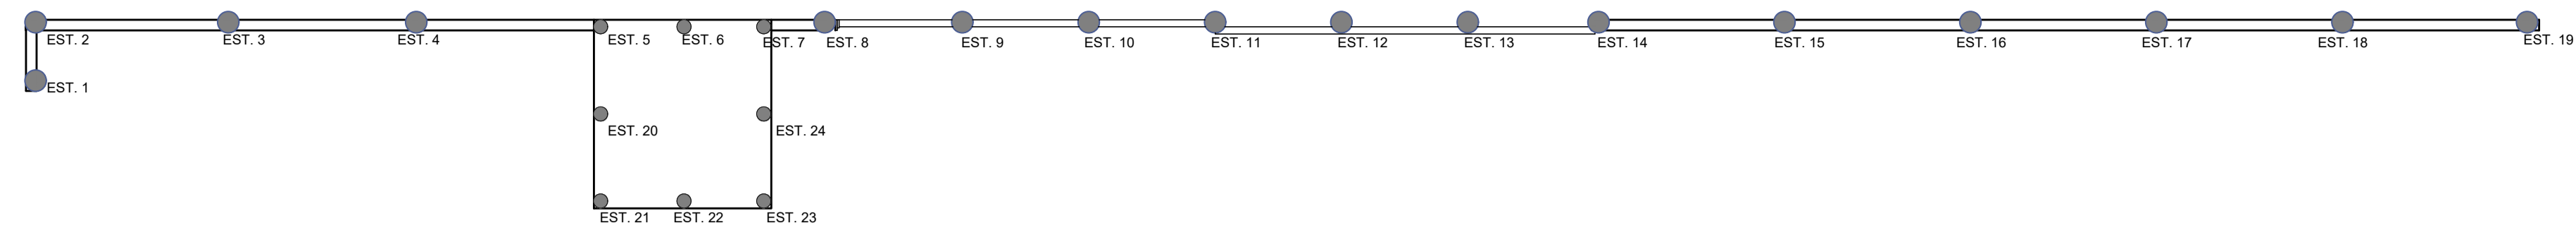 EST. 2
EST. 3
EST. 4
EST. 5
EST. 6
EST. 7
EST. 8
EST. 9
EST. 10
EST. 11
EST. 12
EST. 13
EST. 14
EST. 15
EST. 16
EST. 17
EST. 18
EST. 19
EST. 1
EST. 20
EST. 24
EST. 21
EST. 22
EST. 23